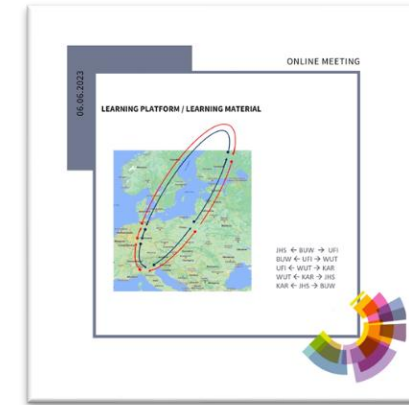 ONLINE MEETING
06.06.2023
LEARNING PLATFORM / LEARNING MATERIAL
JHS ← BUW → UFI
BUW ← UFI → WUT
UFI ← WUT → KAR
WUT ← KAR → JHS
KAR ← JHS → BUW